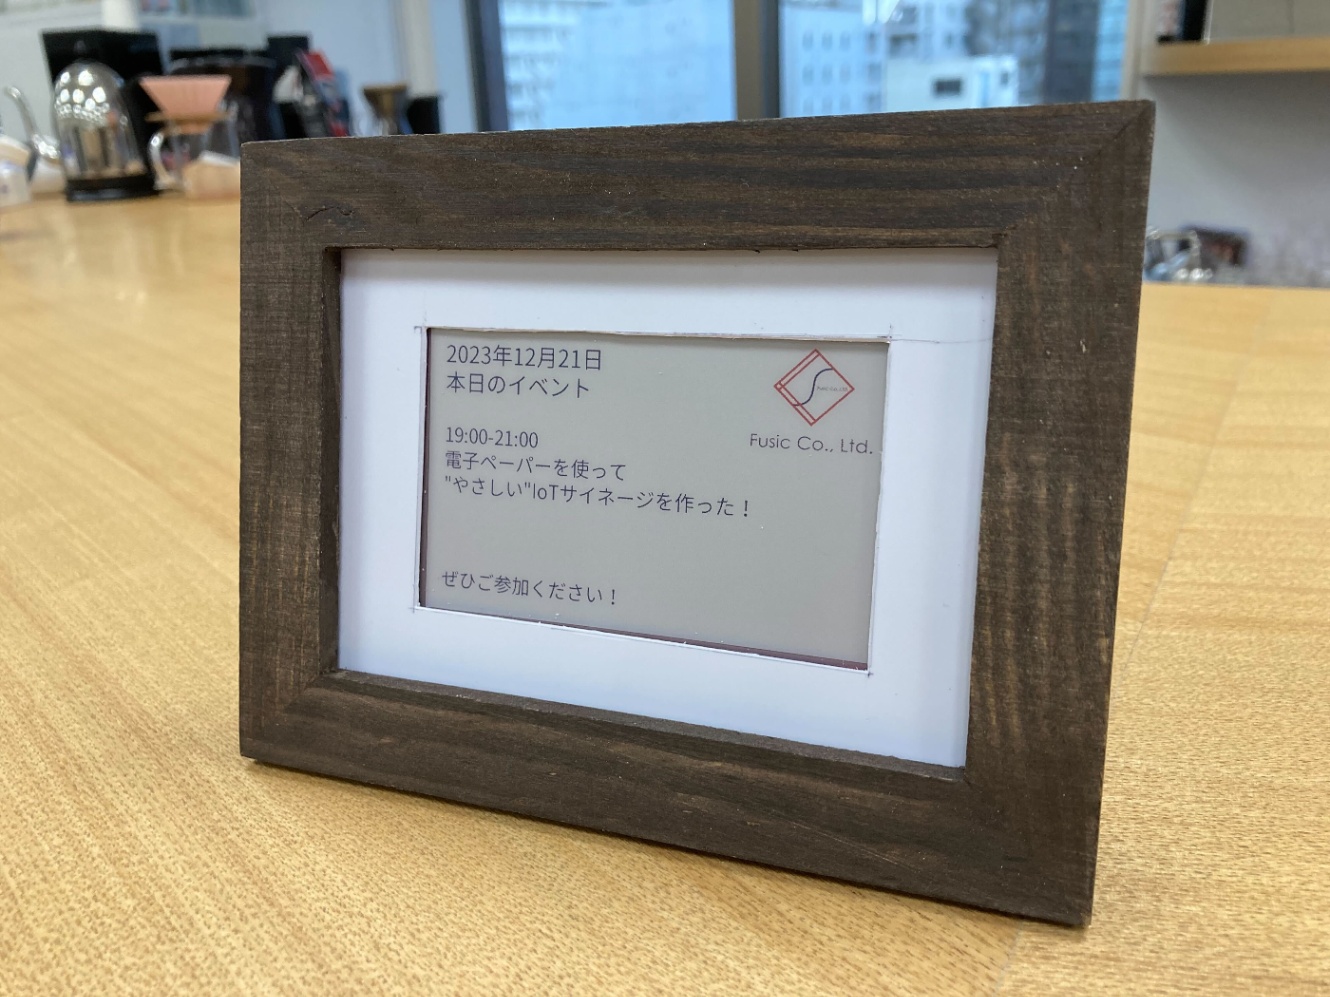 2023年12月21日
本日のイベント
Fusic Co., Ltd.
19:00-21:00
電子ペーパーを使って
"やさしい"IoTサイネージを作った！
ぜひご参加ください！